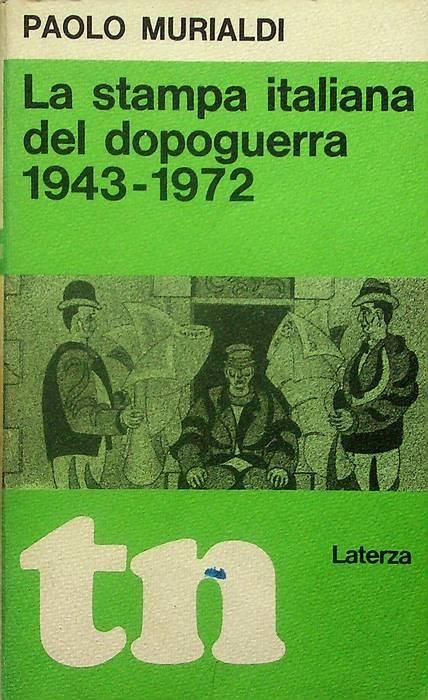 PAOLO MURIALDI
La stampa italiana
del dopoguerra
1943-1972
Laterza
tn